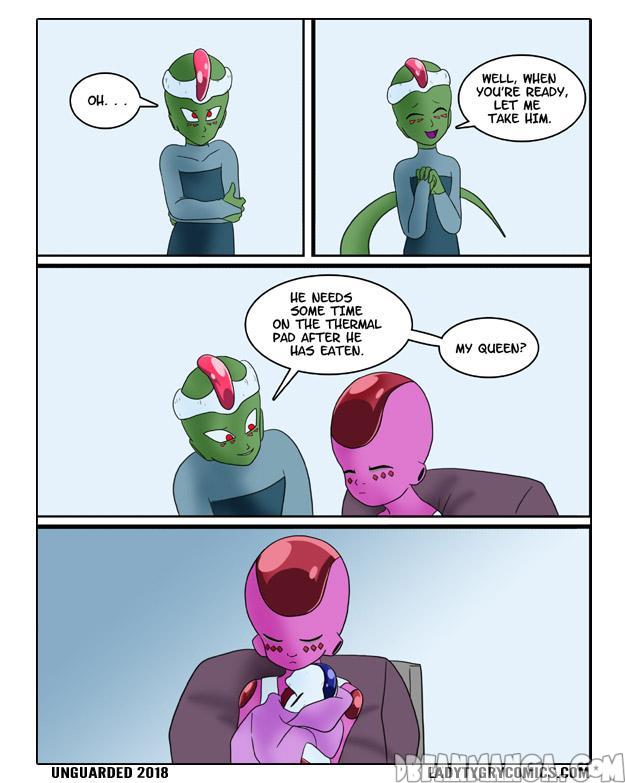 OH. . .
WELL, WHEN
YOU'RE READY,
LET ME
TAKE HIM.
HE NEEDS
SOME TIME
ON THE THERMAL
PAD AFTER HE
HAS EATEN.
MY QUEEN?
UNGUARDED 2018
LADYTYGRYCOMICS.COM
DBFANMANGA.COM